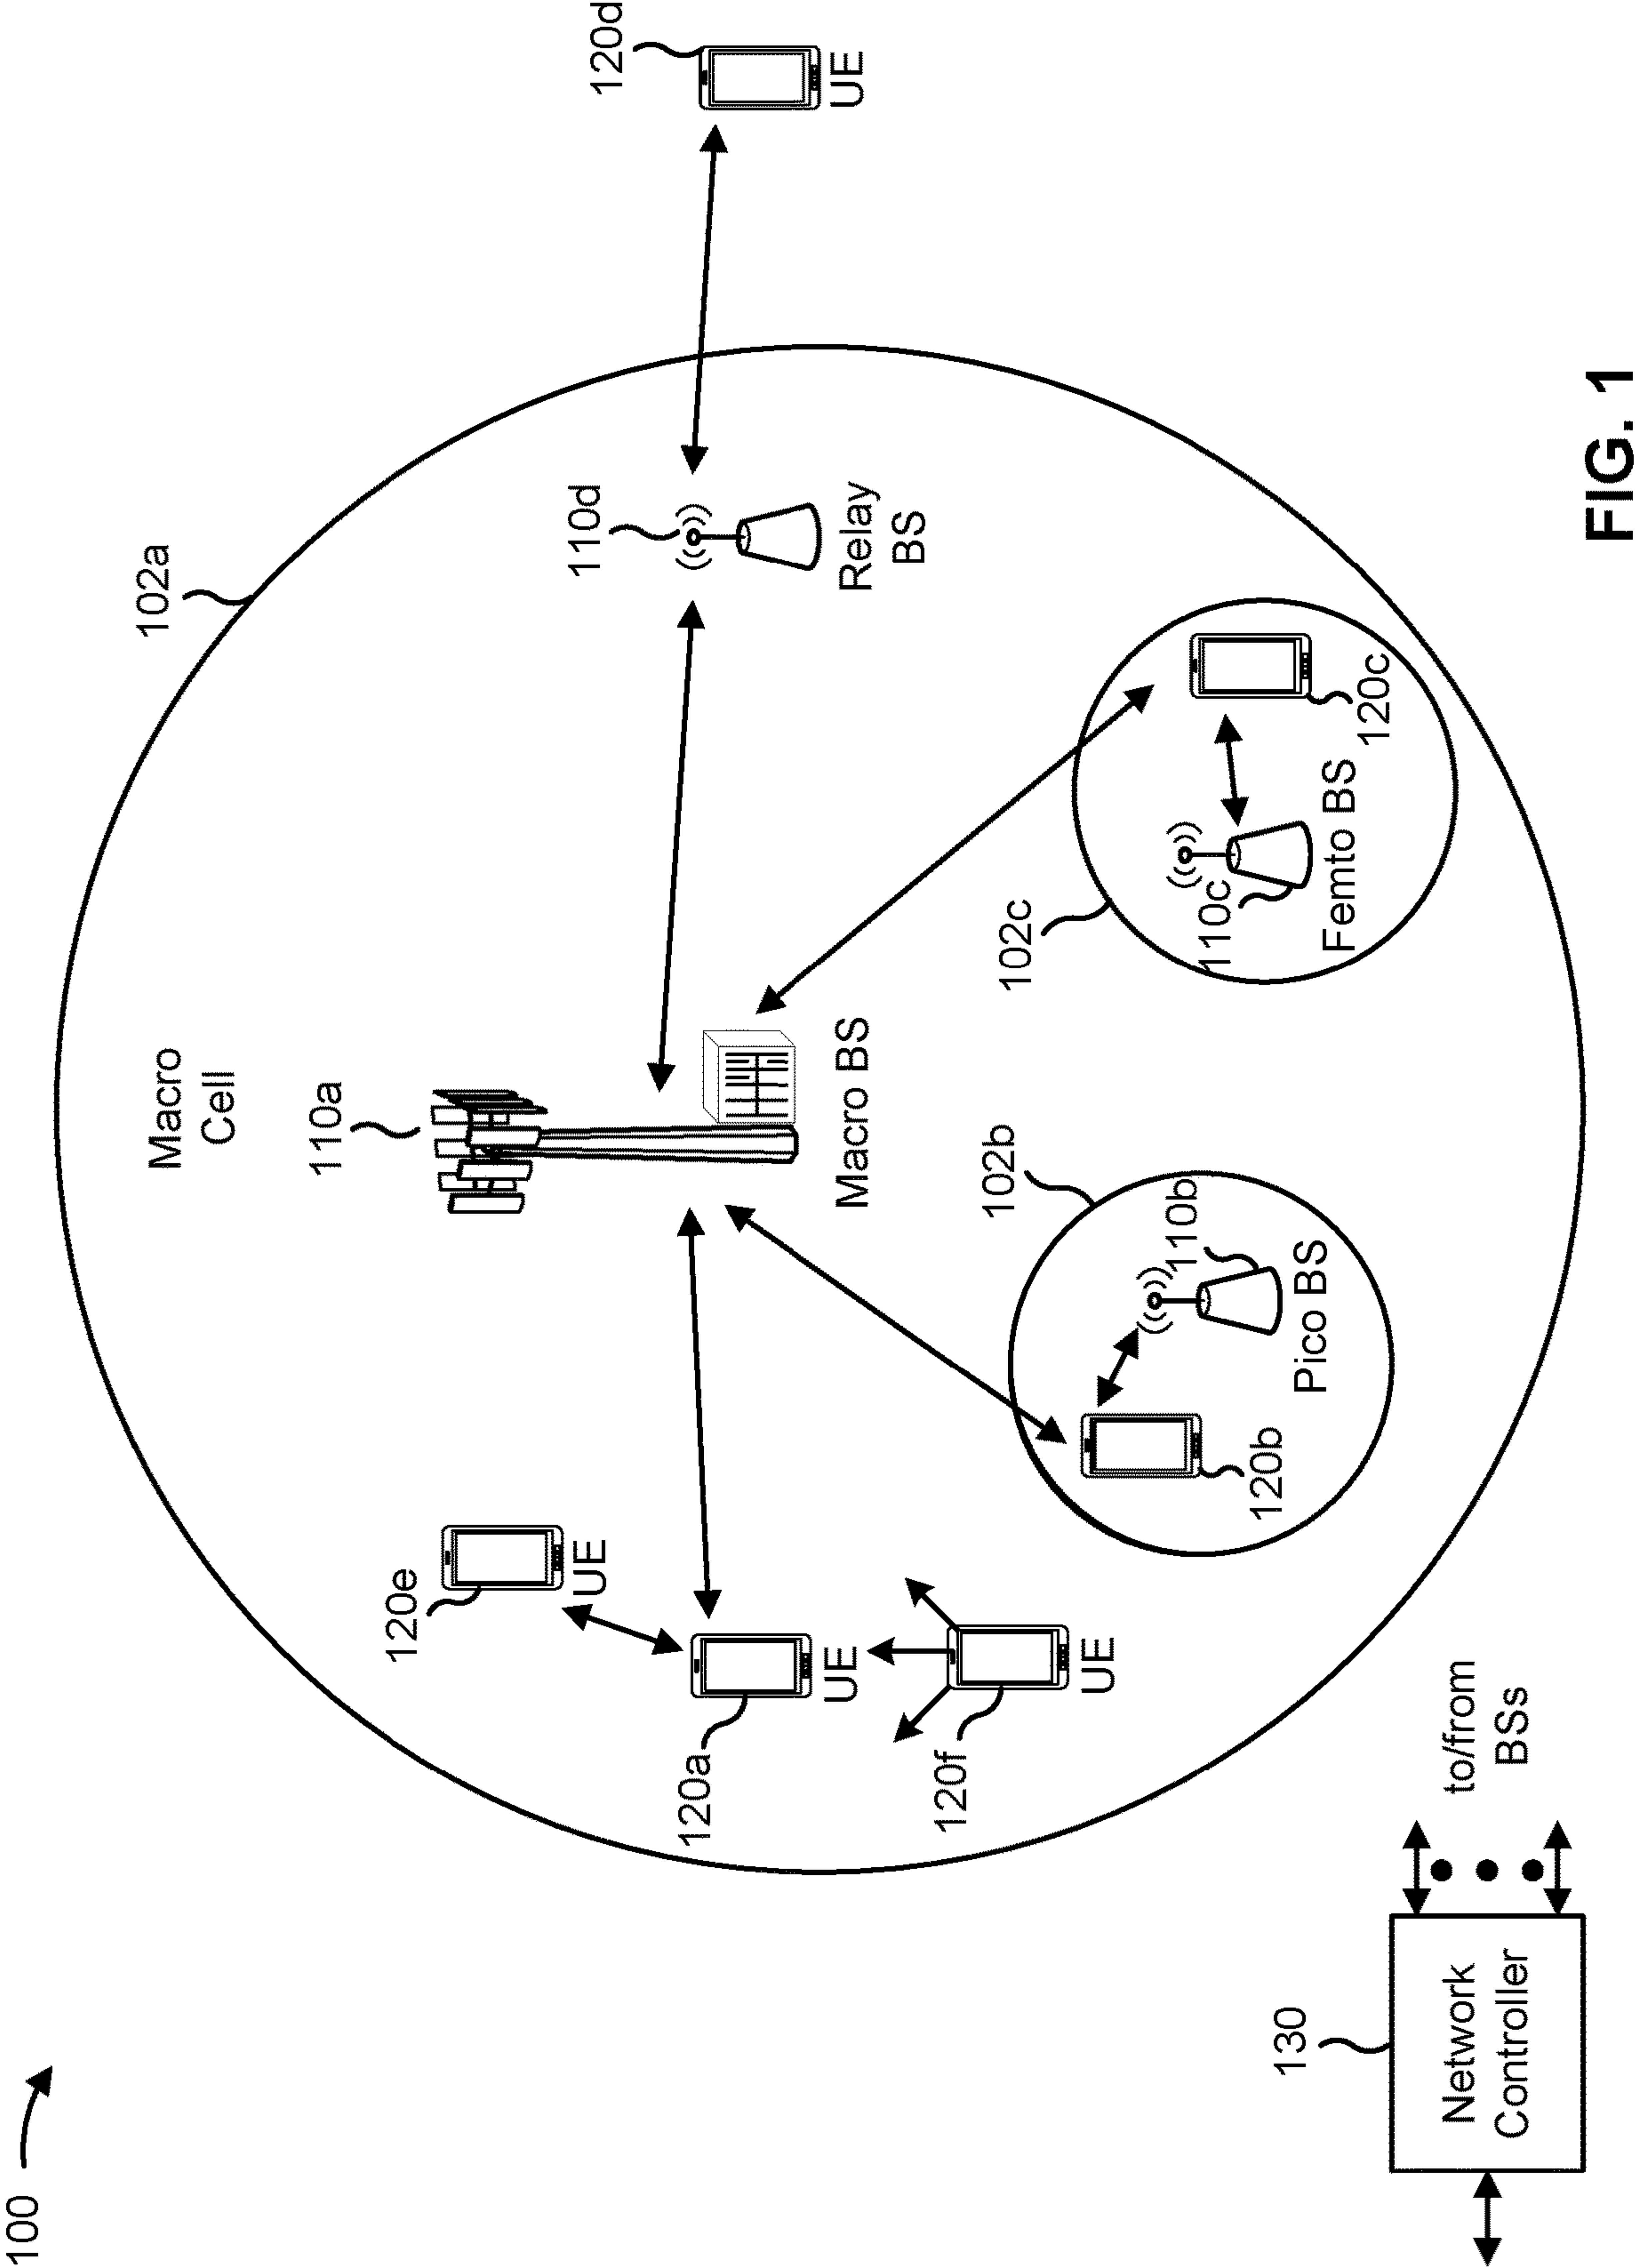 100
102a
Macro
Cell
110a
120d
UE
110d
Relay
BS
120e
UE
120a
UE
Macro BS
120f
UE
102b
110b
Pico BS
120b
102c
110c
Femto BS
120c
130
Network
Controller
to/from
BSs
FIG. 1